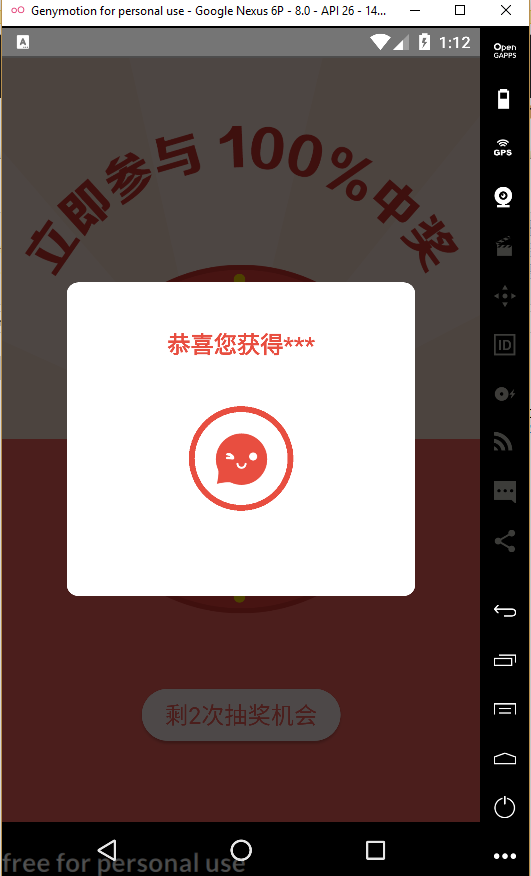 Genymotion for personal use - Google Nexus 6P - 8.0 - API 26 - 14...
A
1:12
Open
GAPPS
GPS
立即参与 100%中奖
恭喜您获得***
ID
剩2次抽奖机会
free for personal use